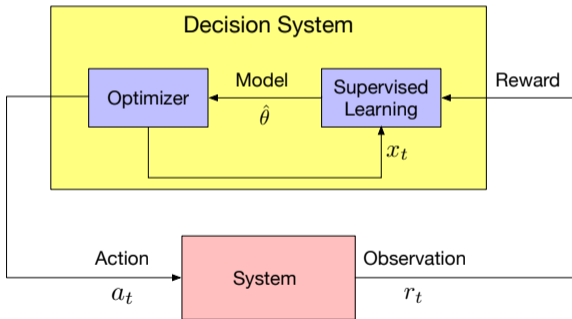 Decision System
Optimizer
Model
θ̂
Supervised
Learning
Reward
x_t
Action
a_t
System
Observation
r_t